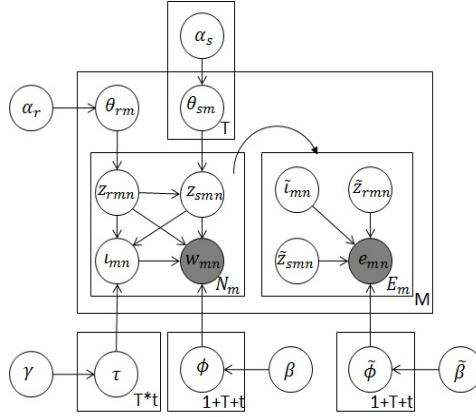 α_s
α_r
θ_rm
θ_sm
T
z_rmn
z_smn
ι̃_mn
z̃_rmn
ι_mn
w_mn
N_m
z̃_smn
e_mn
E_m
M
γ
τ
T*t
ϕ
1+T+t
β
ϕ̃
1+T+t
β̃